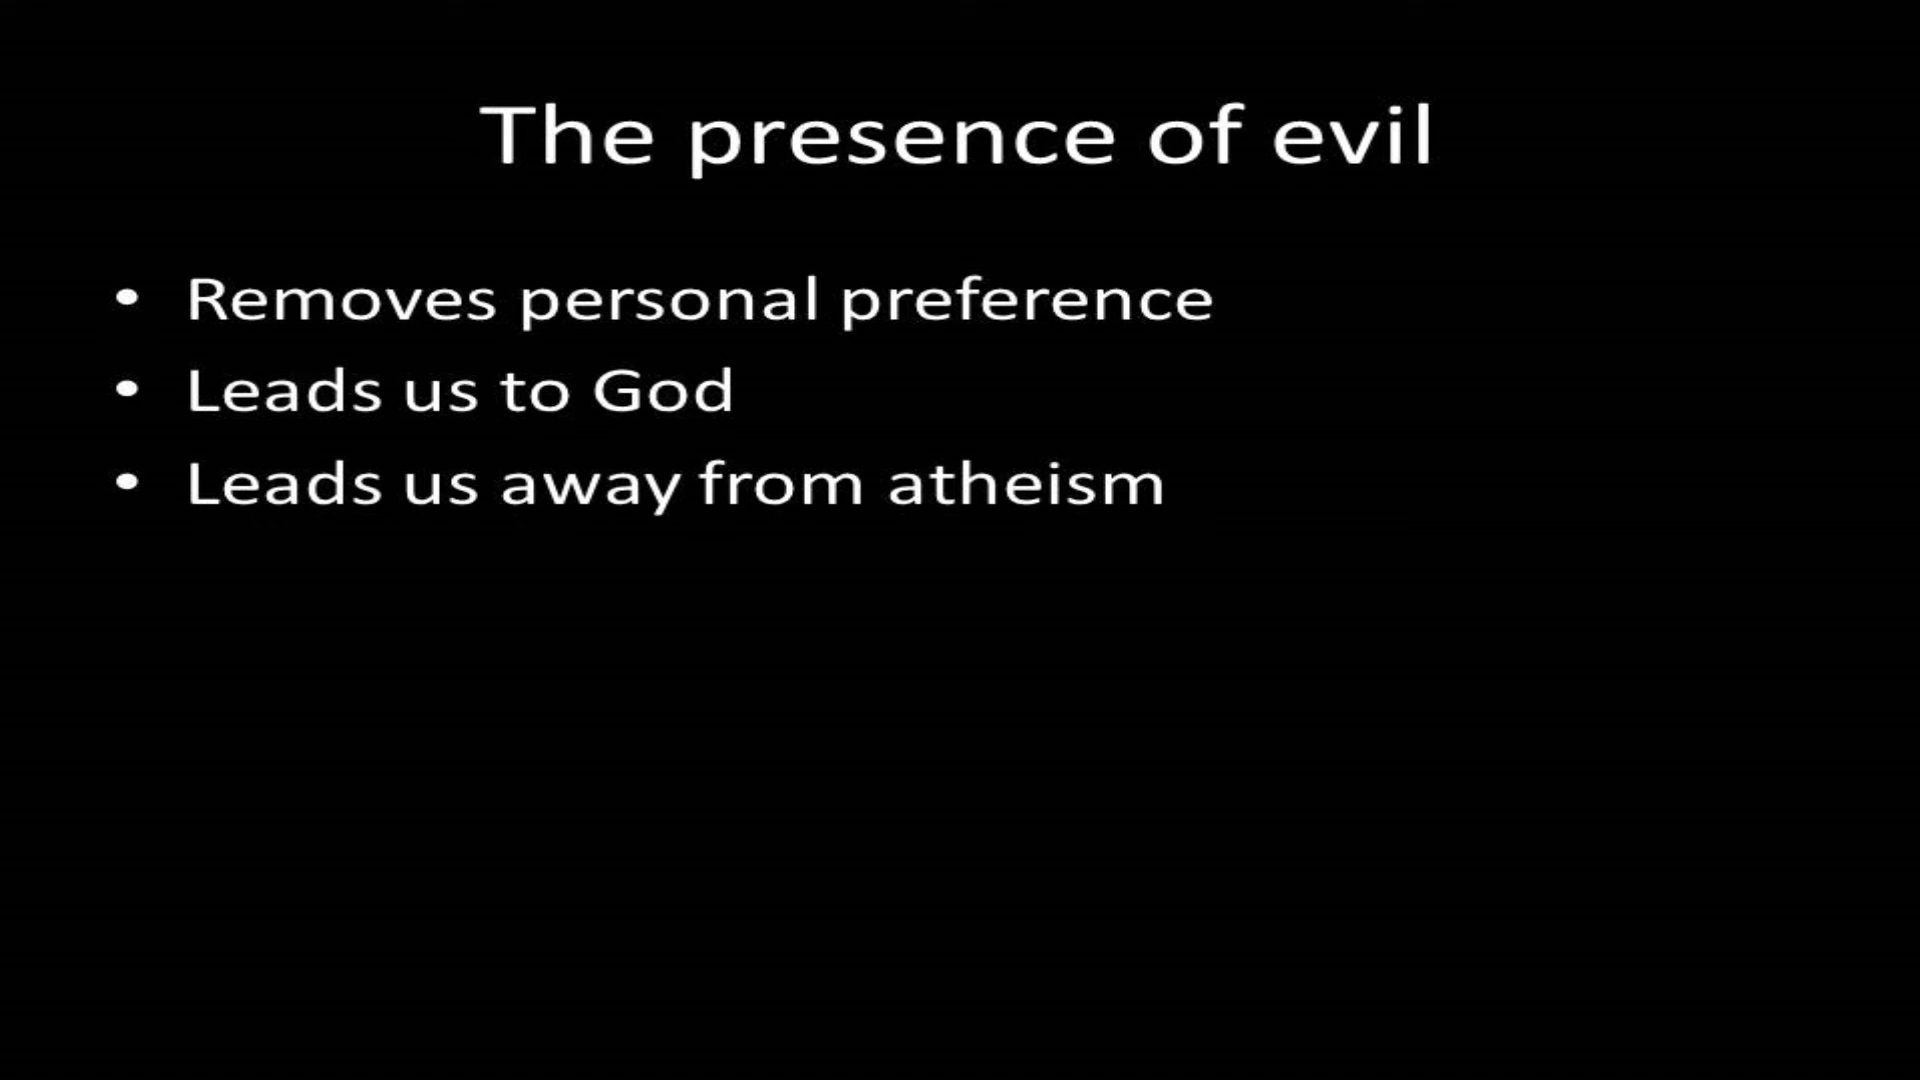 The presence of evil
• Removes personal preference
• Leads us to God
• Leads us away from atheism